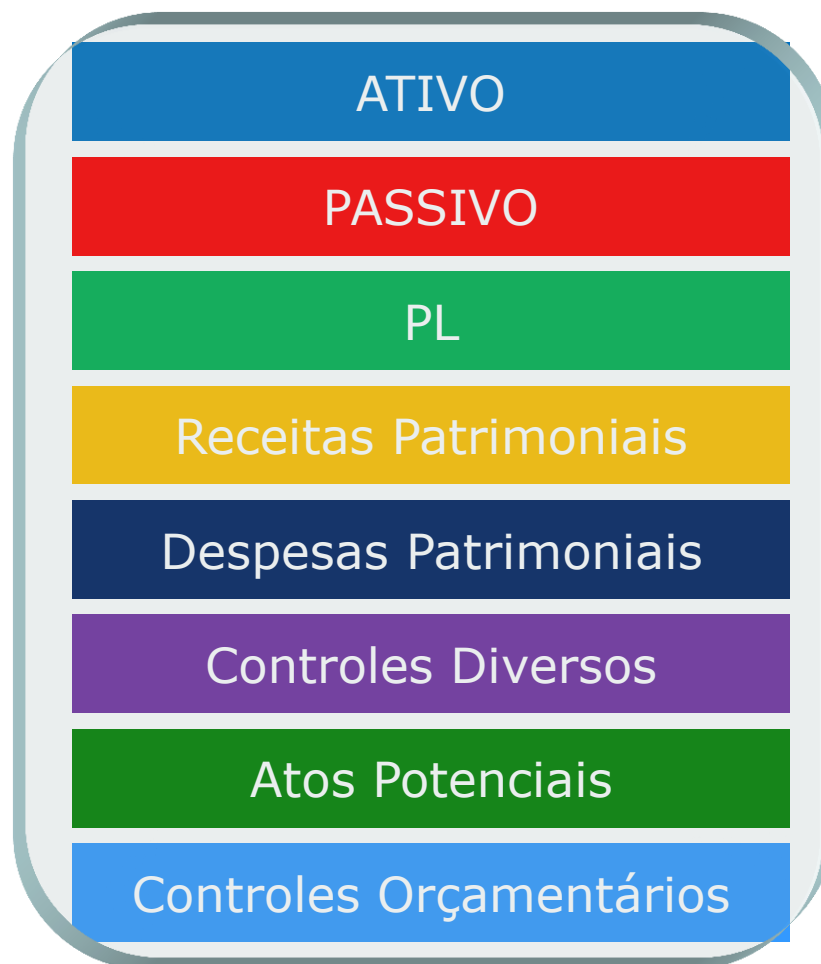 ATIVO
PASSIVO
PL
Receitas Patrimoniais
Despesas Patrimoniais
Controles Diversos
Atos Potenciais
Controles Orçamentários